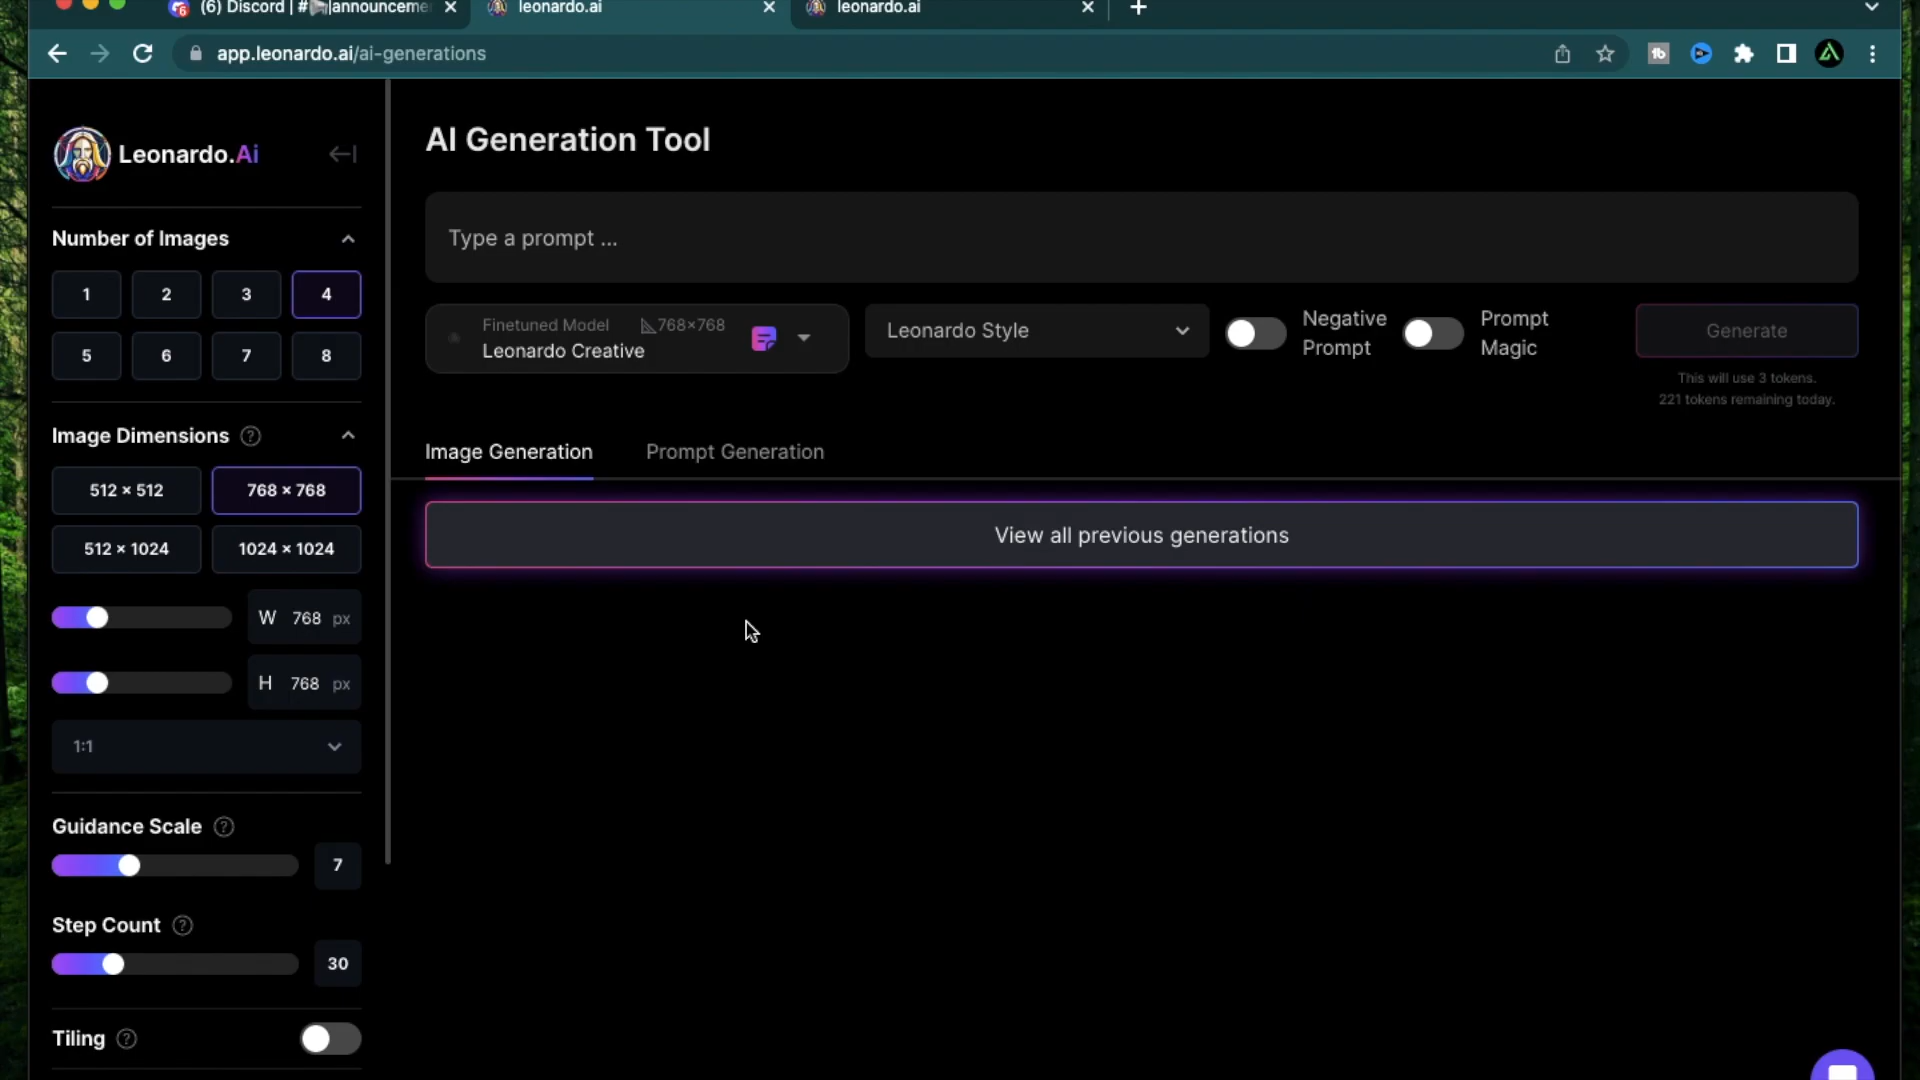 (6) Discord | #
|announceme
leonardo.ai
leonardo.ai
app.leonardo.ai/ai-generations
Leonardo.Ai
Number of Images
1
2
3
4
5
6
7
8
Image Dimensions
512 × 512
768 × 768
512 × 1024
1024 × 1024
W 768 px
H 768 px
1:1
Guidance Scale
7
Step Count
30
Tiling
AI Generation Tool
Type a prompt ...
Finetuned Model
768×768
Leonardo Creative
Leonardo Style
Negative
Prompt
Prompt
Magic
Generate
This will use 3 tokens.
221 tokens remaining today.
Image Generation
Prompt Generation
View all previous generations